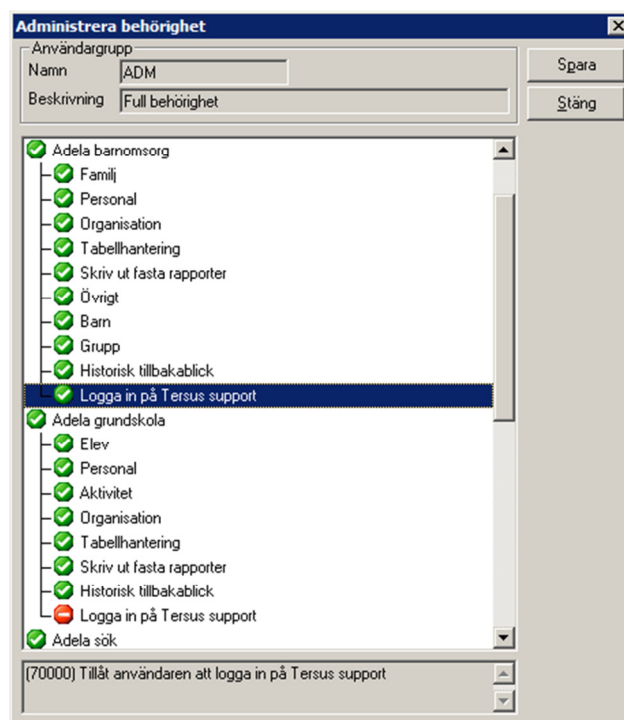 Administrera behörighet
Användargrupp
Namn ADM
Beskrivning Full behörighet
Spara
Stäng
Adela barnomsorg
Familj
Personal
Organisation
Tabellhantering
Skriv ut fasta rapporter
Övrigt
Barn
Grupp
Historisk tillbakablick
Logga in på Tersus support
Adela grundskola
Elev
Personal
Aktivitet
Organisation
Tabellhantering
Skriv ut fasta rapporter
Historisk tillbakablick
Logga in på Tersus support
Adela sök
(70000) Tillåt användaren att logga in på Tersus support